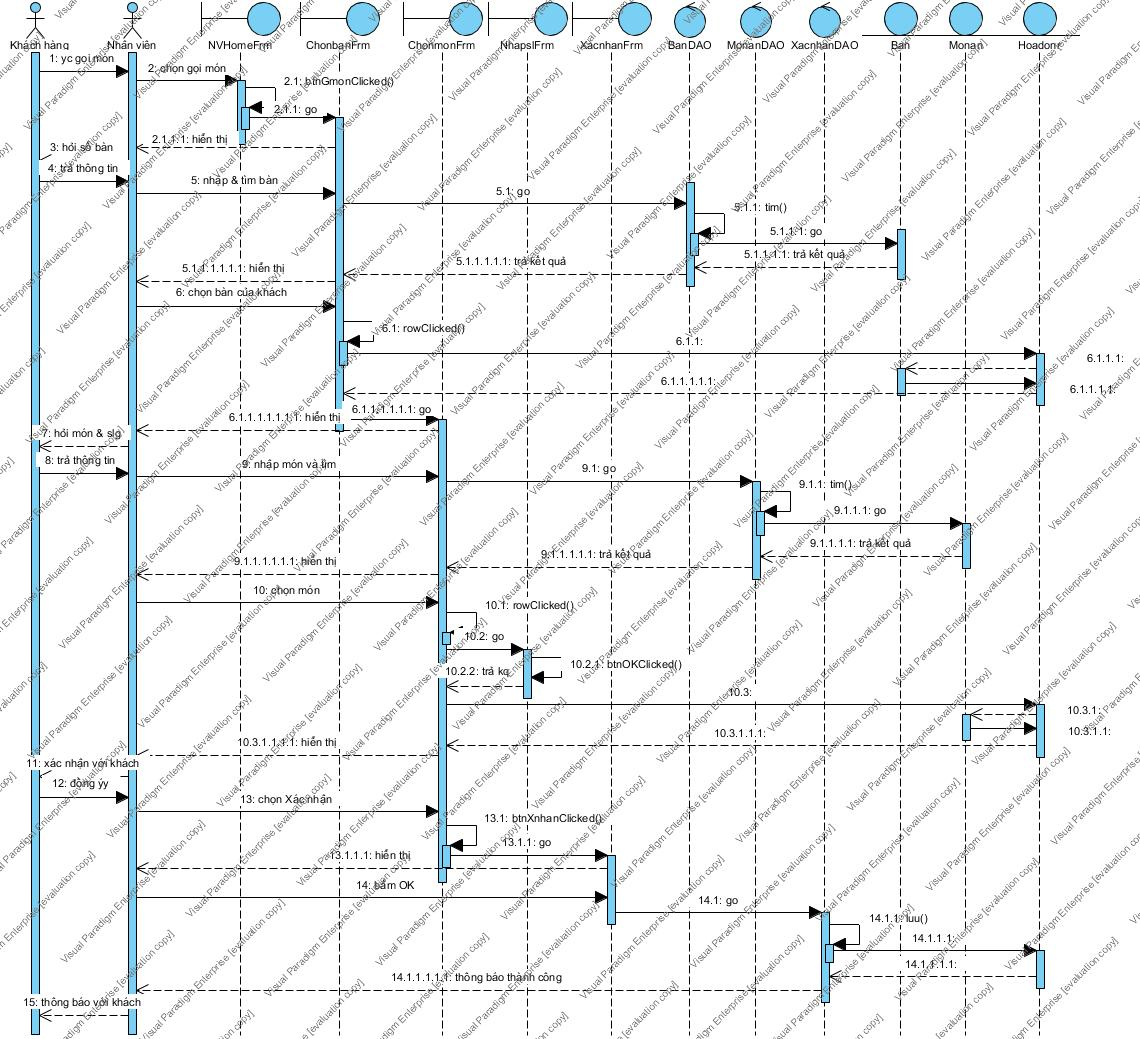 Khách hàng
Nhân viên
NVHomeFrm
ChonbanFrm
ChonmonFrm
NhapslFrm
XacnhanFrm
BanDAO
MonanDAO
XacnhanDAO
Ban
Monan
Hoadon
1: yc gọi món
2: chọn gọi món
2.1: btnGmonClicked()
2.1.1: go
2.1.1.1: hiển thị
3: hỏi số bàn
4: trả thông tin
5: nhập & tìm bàn
5.1: go
5.1.1: tim()
5.1.1.1: go
5.1.1.1.1: trả kết quả
5.1.1.1.1.1: trả kết quả
5.1.1.1.1.1.1: hiển thị
6: chọn bàn của khách
6.1: rowClicked()
6.1.1:
6.1.1.1:
6.1.1.1.1:
6.1.1.1.1.1:
6.1.1.1.1.1.1: go
6.1.1.1.1.1.1.1: hiển thị
7: hỏi món & slg
8: trả thông tin
9: nhập món và tìm
9.1: go
9.1.1: tim()
9.1.1.1: go
9.1.1.1.1: trả kết quả
9.1.1.1.1.1: trả kết quả
9.1.1.1.1.1.1: hiển thị
10: chọn món
10.1: rowClicked()
10.2: go
10.2.1: btnOKClicked()
10.2.2: trả kq
10.3:
10.3.1:
10.3.1.1:
10.3.1.1.1:
10.3.1.1.1.1: hiển thị
11: xác nhận với khách
12: đồng ýy
13: chọn Xác nhận
13.1: btnXnhanClicked()
13.1.1: go
13.1.1.1: hiển thị
14: bấm OK
14.1: go
14.1.1: luu()
14.1.1.1:
14.1.1.1.1:
14.1.1.1.1.1: thông báo thành công
15: thông báo với khách
Visual Paradigm Enterprise [evaluation copy]